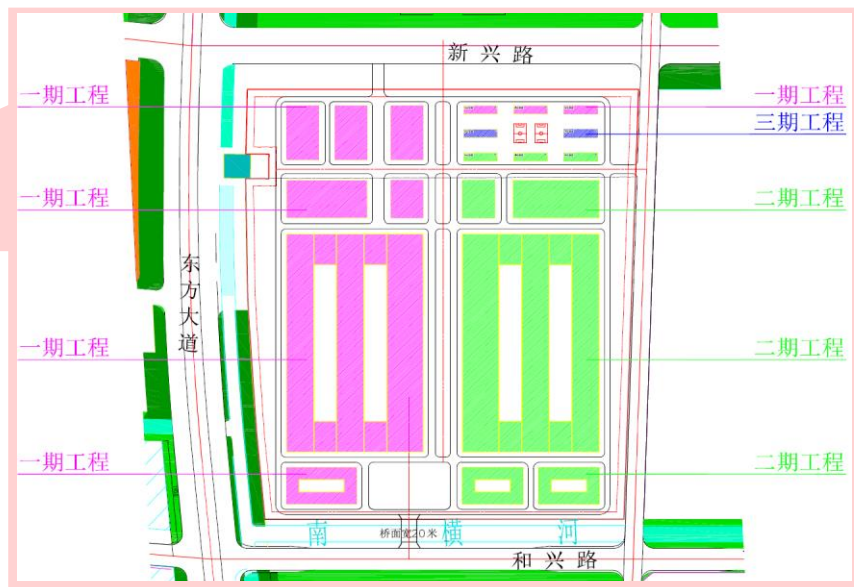 新兴路
一期工程
一期工程
三期工程
一期工程
二期工程
东方大道
一期工程
二期工程
一期工程
二期工程
南横河
桥面宽20米
和兴路